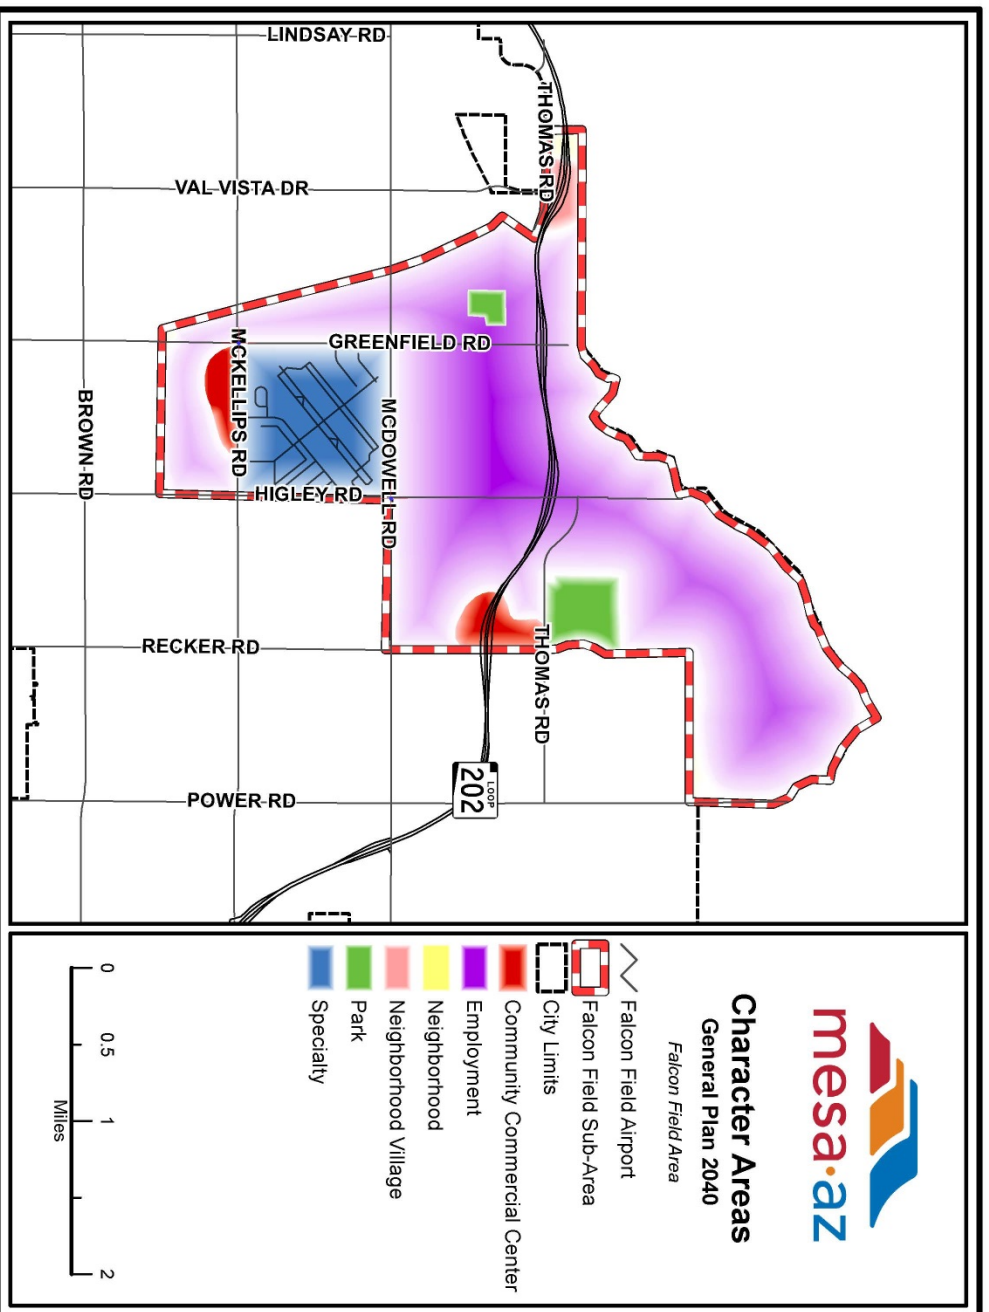 LINDSAY RD
THOMAS RD
VAL VISTA DR
GREENFIELD RD
MCKELLIPS RD
MCDOWELL RD
BROWN RD
HIGLEY RD
RECKER RD
THOMAS RD
LOOP
202
POWER RD
mesa·az
Character Areas
General Plan 2040
Falcon Field Area
Falcon Field Airport
Falcon Field Sub-Area
City Limits
Community Commercial Center
Employment
Neighborhood
Neighborhood Village
Park
Specialty
0 0.5 1 2
Miles